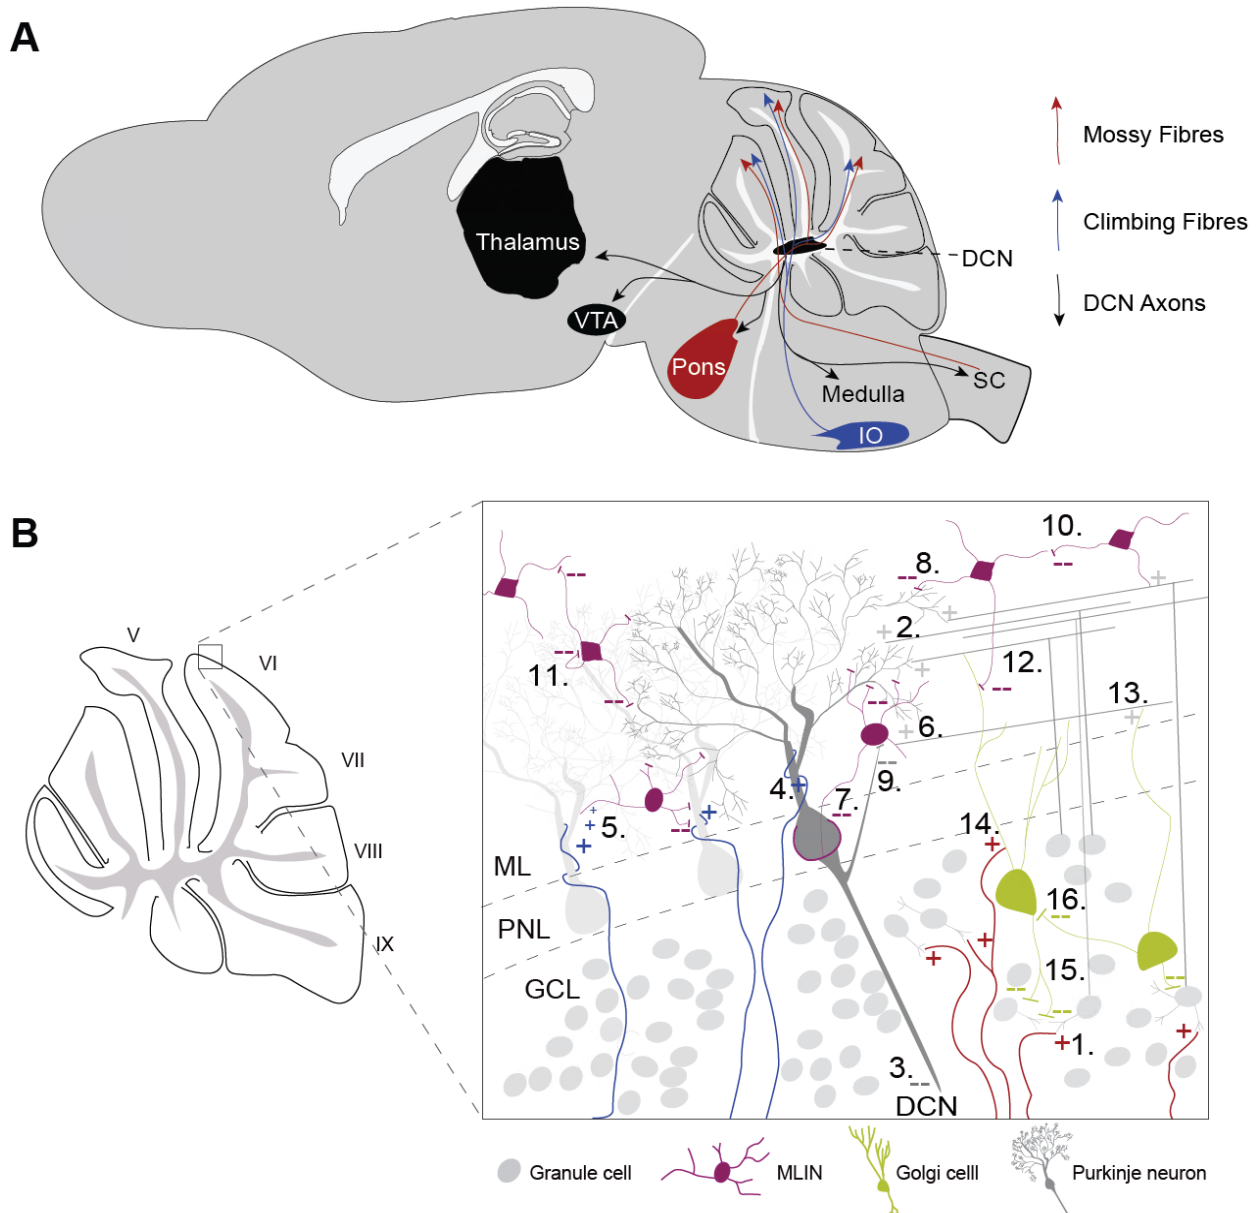 A
Mossy Fibres
Climbing Fibres
DCN Axons
Thalamus
DCN
VTA
Pons
Medulla
SC
IO
B
V
VI
VII
VIII
IX
ML
PNL
GCL
10.
8.
2.
11.
12.
13.
6.
9.
4.
7.
5.
14.
16.
15.
1.
3.
DCN
Granule cell
MLIN
Golgi celll
Purkinje neuron